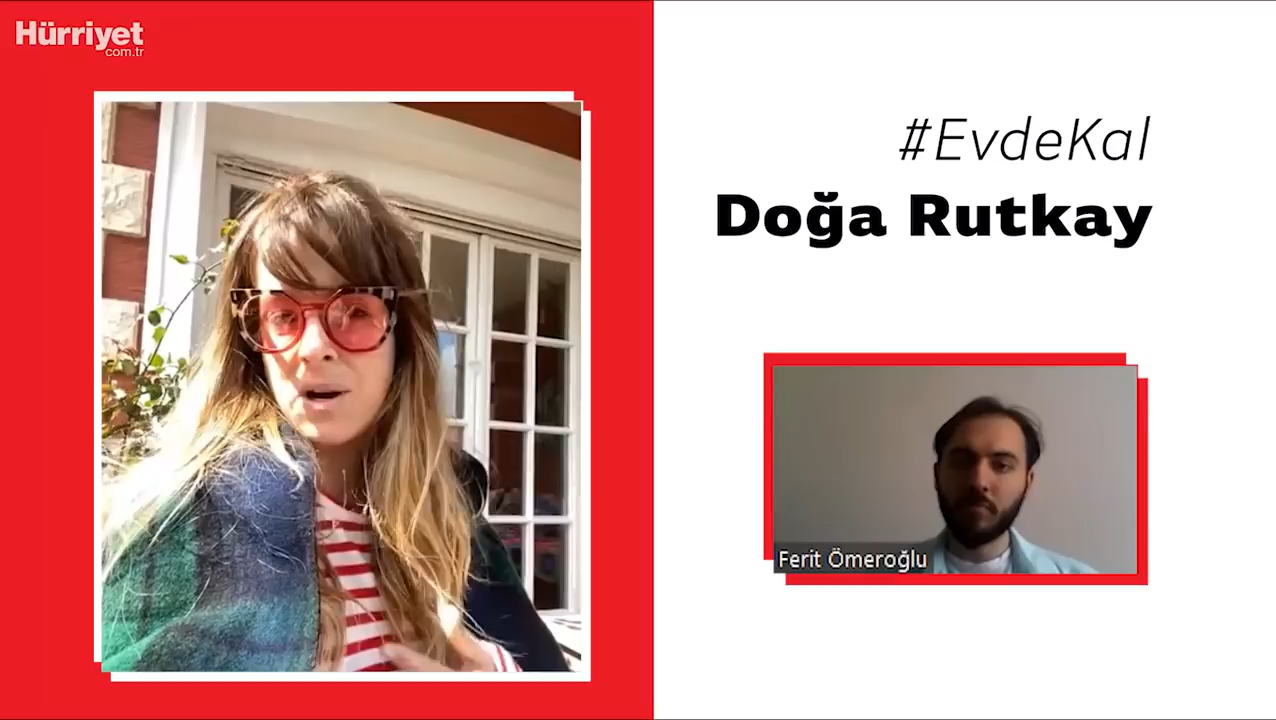 Hürriyet
com.tr
#EvdeKal
Doğa Rutkay
Ferit Ömeroğlu